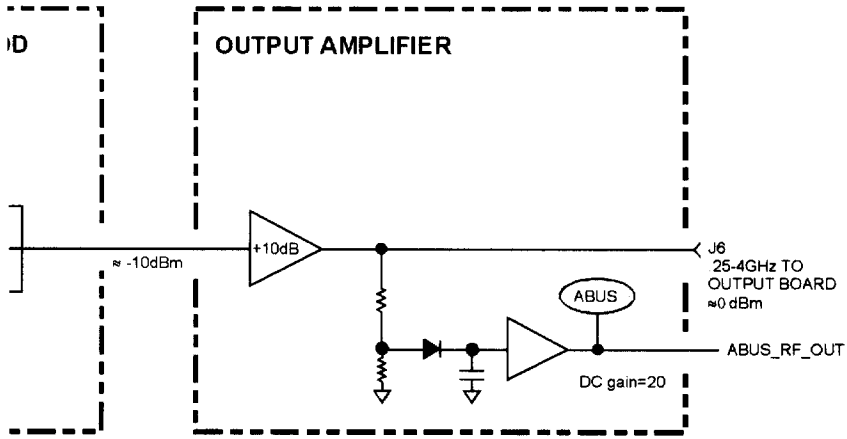 D
OUTPUT AMPLIFIER
+10dB
≈ -10dBm
J6
25-4GHz TO
OUTPUT BOARD
≈0 dBm
ABUS
ABUS_RF_OUT
DC gain=20